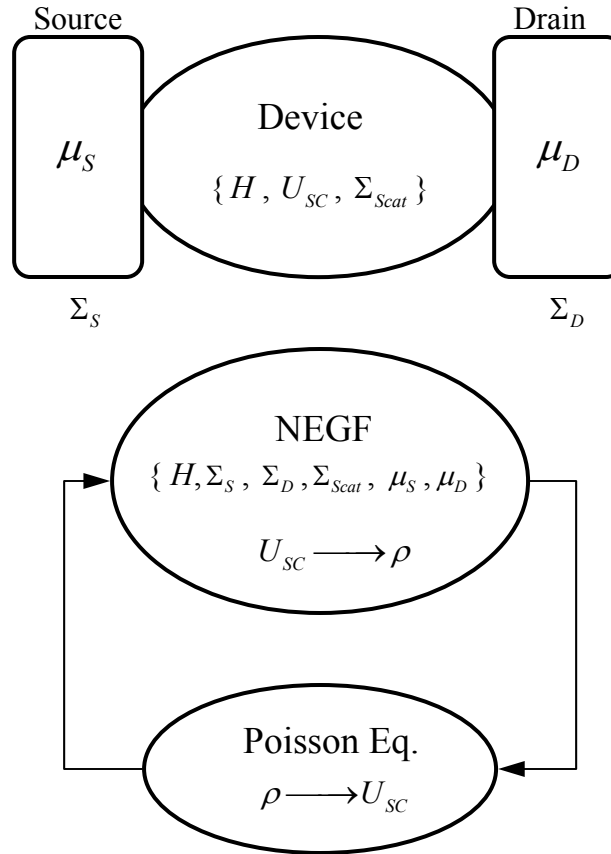 Source Drain
Device
μ_S μ_D
{ H , U_SC , Σ_Scat }
Σ_S Σ_D
NEGF
{ H, Σ_S , Σ_D , Σ_Scat , μ_S , μ_D }
U_SC ⟶ ρ
Poisson Eq.
ρ ⟶ U_SC